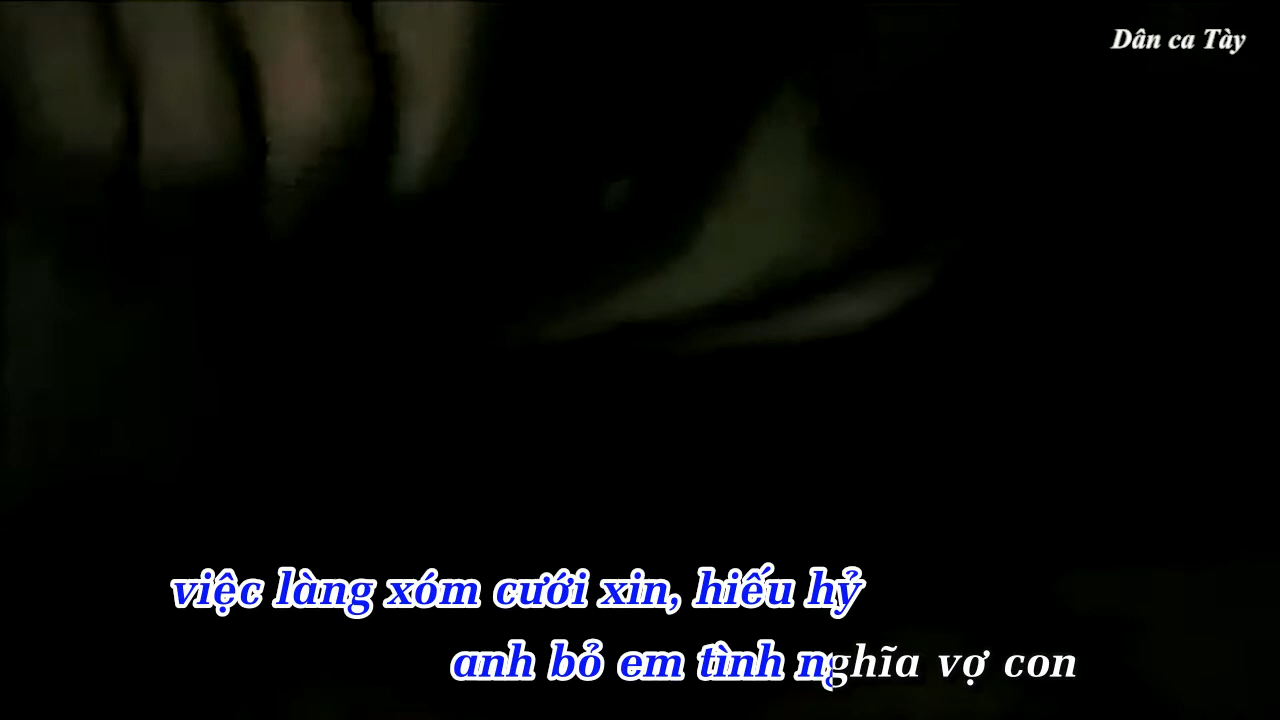 Dân ca Tày
việc làng xóm cưới xin, hiếu hỷ
anh bỏ em tình nghĩa vợ con